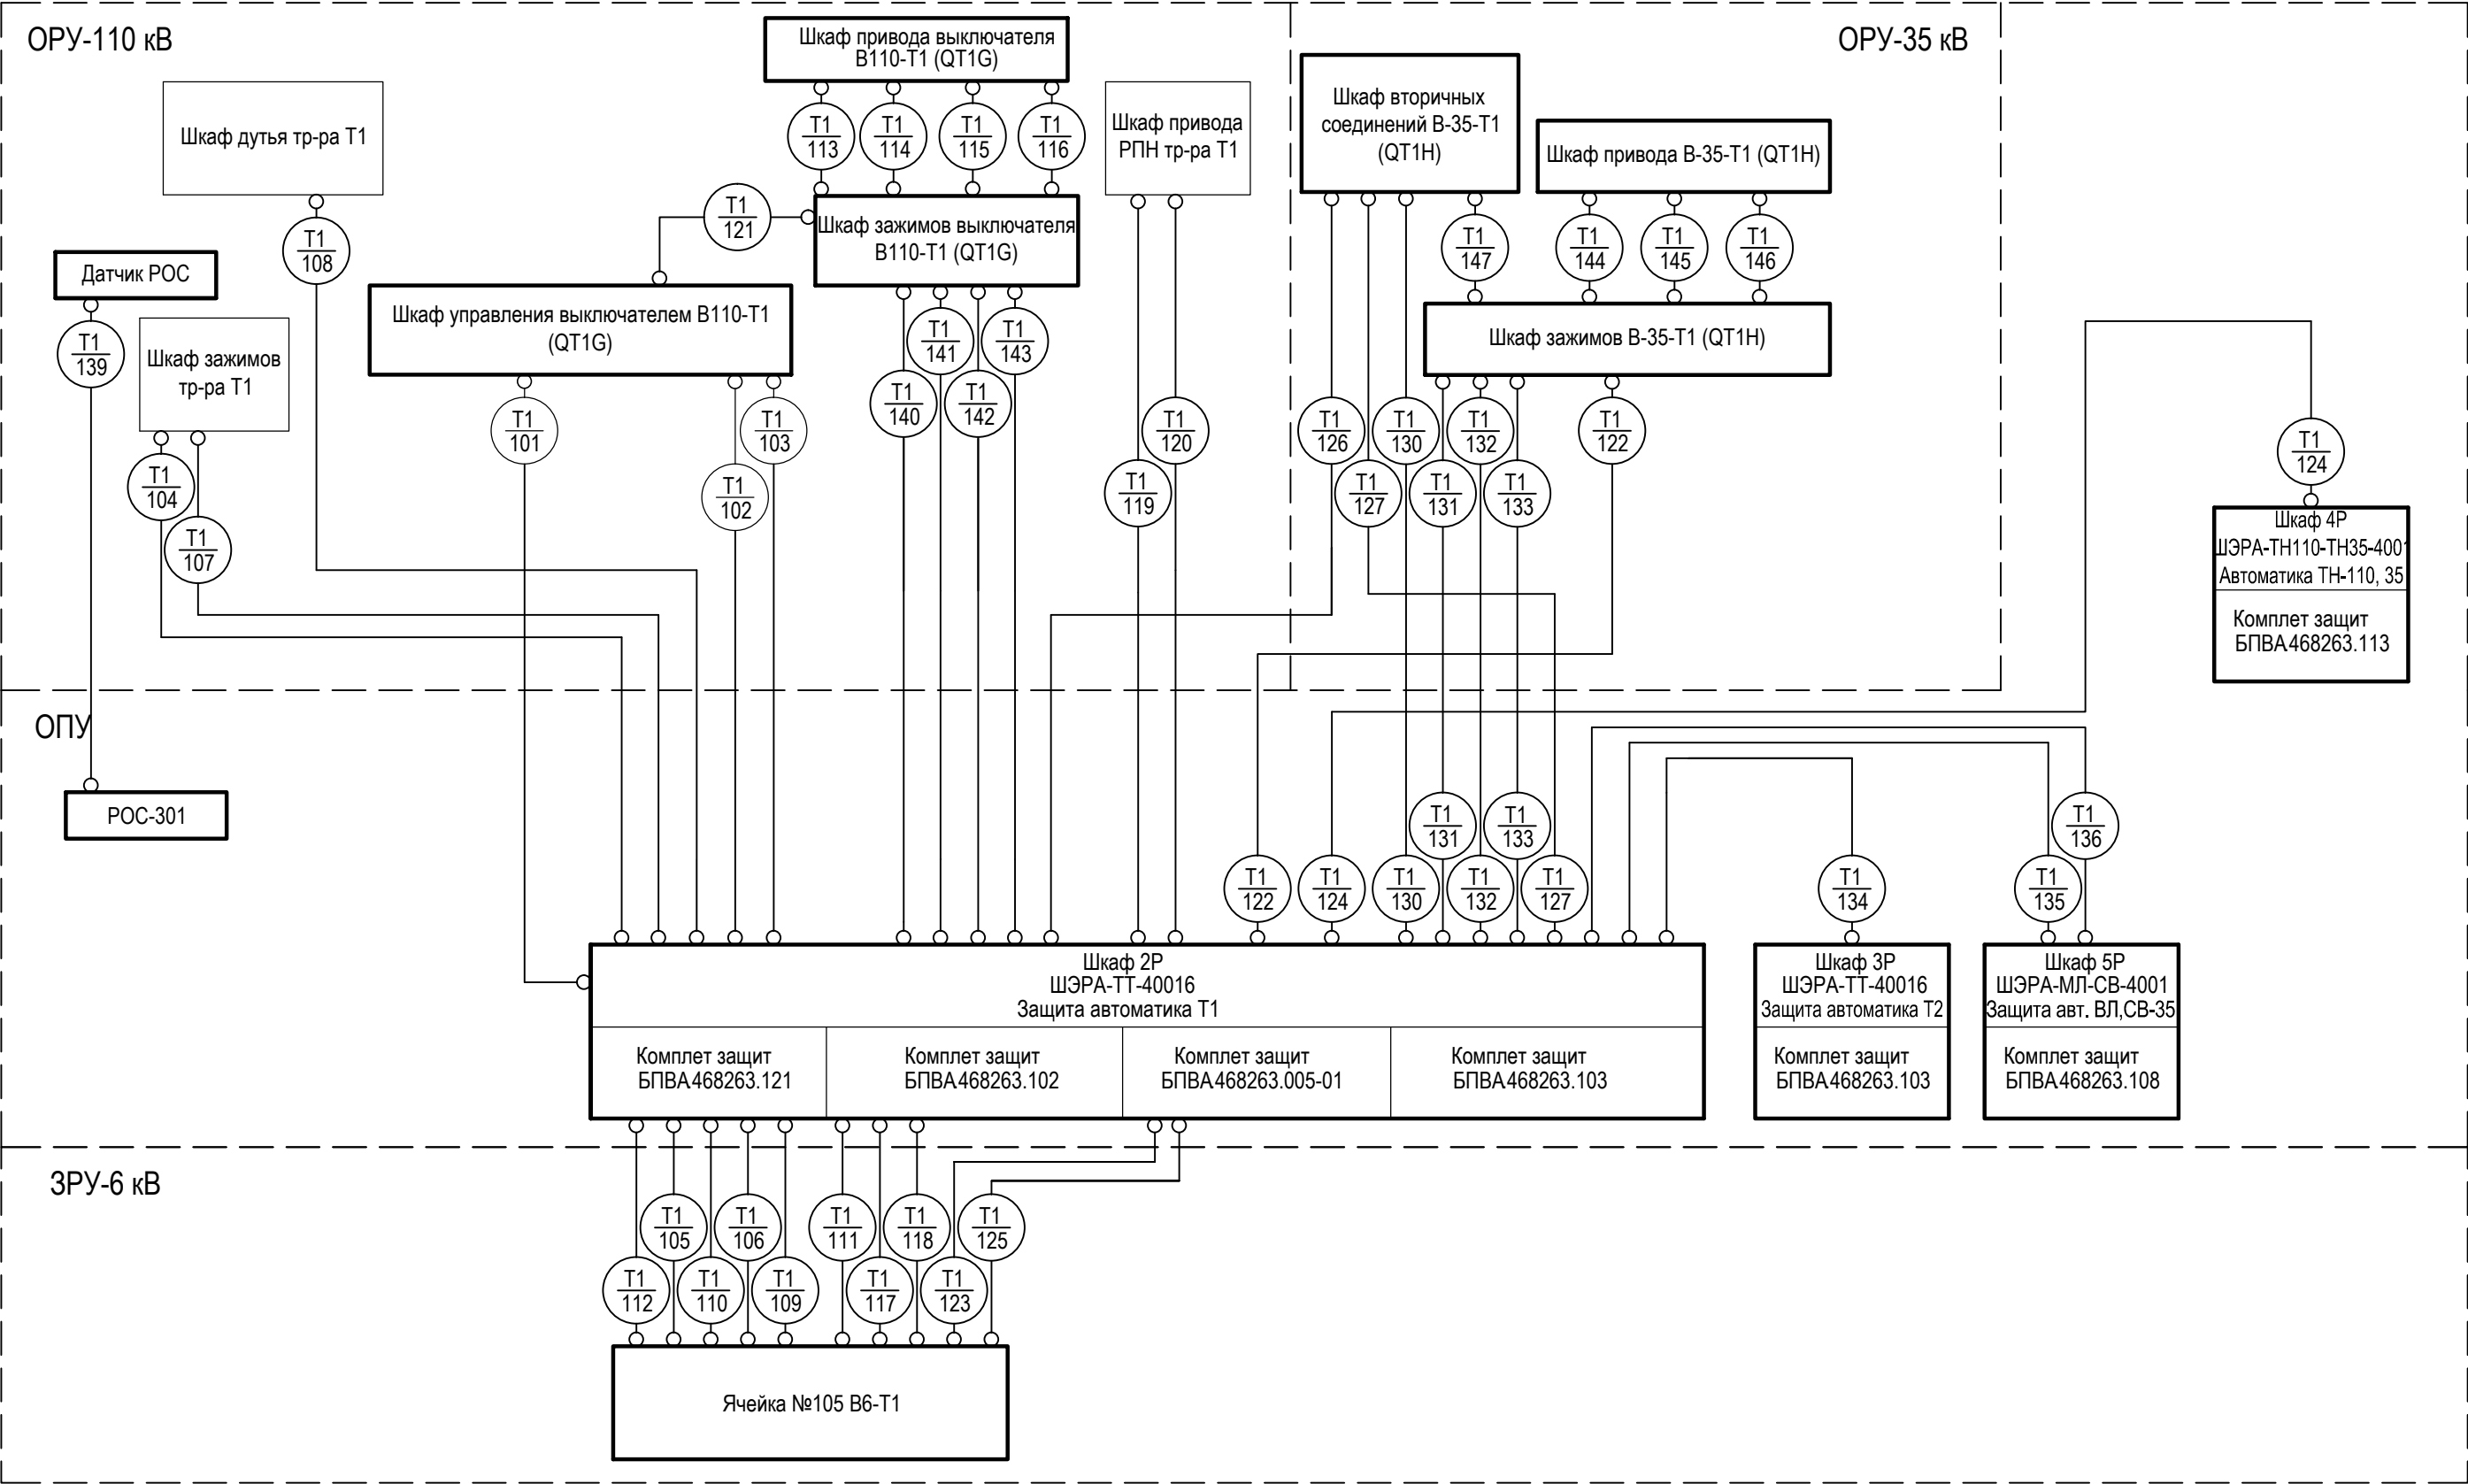 ОРУ-110 кВ
Шкаф привода выключателя
В110-Т1 (QT1G)
ОРУ-35 кВ
Шкаф дутья тр-ра Т1
Т1
113
Т1
114
Т1
115
Т1
116
Шкаф привода
РПН тр-ра Т1
Шкаф вторичных
соединений В-35-Т1
(QT1H)
Шкаф привода В-35-Т1 (QT1H)
Т1
121
Шкаф зажимов выключателя
В110-Т1 (QT1G)
Т1
108
Т1
147
Т1
144
Т1
145
Т1
146
Датчик РОС
Шкаф управления выключателем В110-Т1
(QT1G)
Шкаф зажимов В-35-Т1 (QT1H)
Т1
139
Шкаф зажимов
тр-ра Т1
Т1
141
Т1
143
Т1
140
Т1
142
Т1
101
Т1
103
Т1
120
Т1
126
Т1
130
Т1
132
Т1
122
Т1
124
Т1
104
Т1
102
Т1
119
Т1
127
Т1
131
Т1
133
Т1
107
Шкаф 4Р
ШЭРА-ТН110-ТН35-4001
Автоматика ТН-110, 35
Комплет защит
БПВА468263.113
ОПУ
РОС-301
Т1
131
Т1
133
Т1
136
Т1
122
Т1
124
Т1
130
Т1
132
Т1
127
Т1
134
Т1
135
Шкаф 2Р
ШЭРА-ТТ-40016
Защита автоматика Т1
Комплет защит
БПВА468263.121
Комплет защит
БПВА468263.102
Комплет защит
БПВА468263.005-01
Комплет защит
БПВА468263.103
Шкаф 3Р
ШЭРА-ТТ-40016
Защита автоматика Т2
Комплет защит
БПВА468263.103
Шкаф 5Р
ШЭРА-МЛ-СВ-4001
Защита авт. ВЛ,СВ-35
Комплет защит
БПВА468263.108
ЗРУ-6 кВ
Т1
105
Т1
106
Т1
111
Т1
118
Т1
125
Т1
112
Т1
110
Т1
109
Т1
117
Т1
123
Ячейка №105 В6-Т1